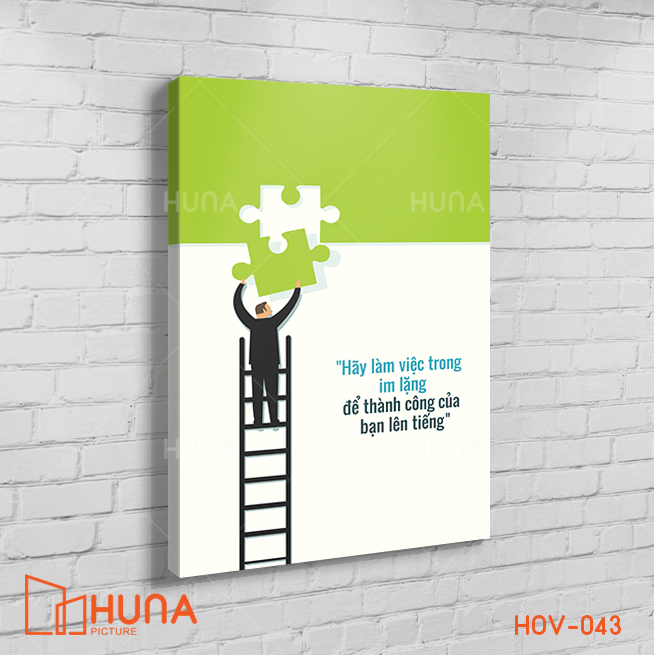 HUNA
HUNA
"Hãy làm việc trong
im lặng
để thành công của
bạn lên tiếng"
HUNA
HUNA
HUNA
PICTURE
HOV-043